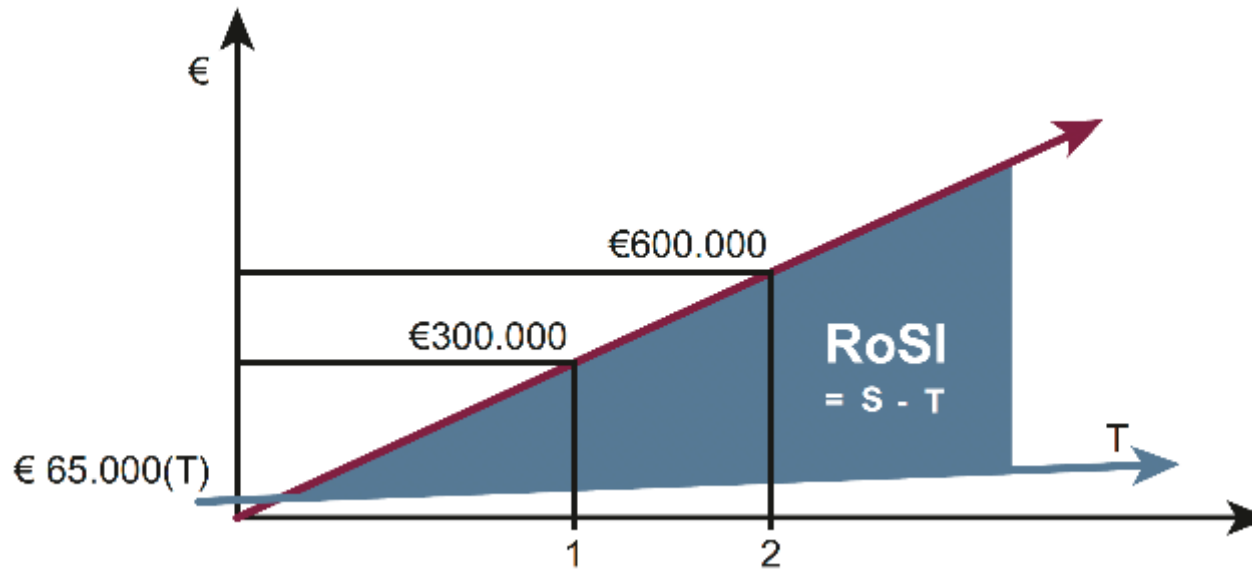 €
€600.000
€300.000
RoSI
= S - T
T
€ 65.000(T)
1
2